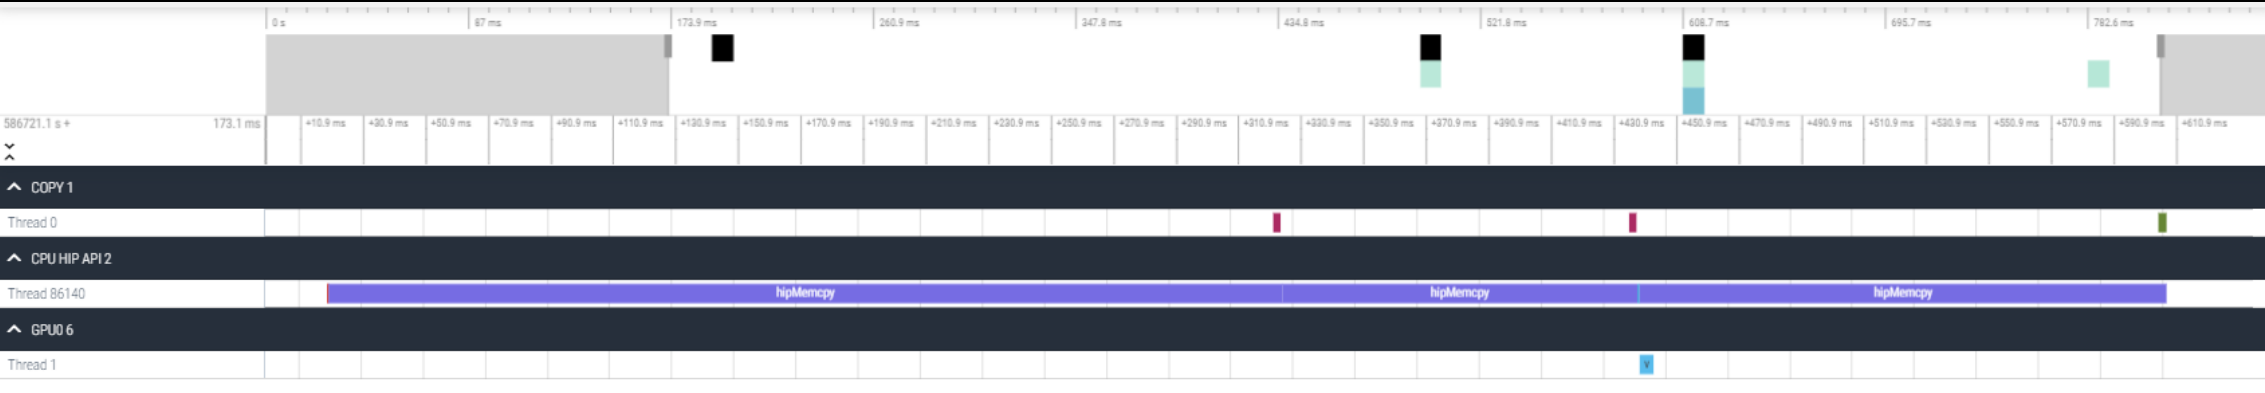 0 s 87 ms 173.9 ms 260.9 ms 347.8 ms 434.8 ms 521.8 ms 608.7 ms 695.7 ms 782.6 ms
586721.1 s + 173.1 ms +10.9 ms +30.9 ms +50.9 ms +70.9 ms +90.9 ms +110.9 ms +130.9 ms +150.9 ms +170.9 ms +190.9 ms +210.9 ms +230.9 ms +250.9 ms +270.9 ms +290.9 ms +310.9 ms +330.9 ms +350.9 ms +370.9 ms +390.9 ms +410.9 ms +430.9 ms +450.9 ms +470.9 ms +490.9 ms +510.9 ms +530.9 ms +550.9 ms +570.9 ms +590.9 ms +610.9 ms
COPY 1
Thread 0
CPU HIP API 2
Thread 86140 hipMemcpy hipMemcpy hipMemcpy
GPU0 6
Thread 1 v